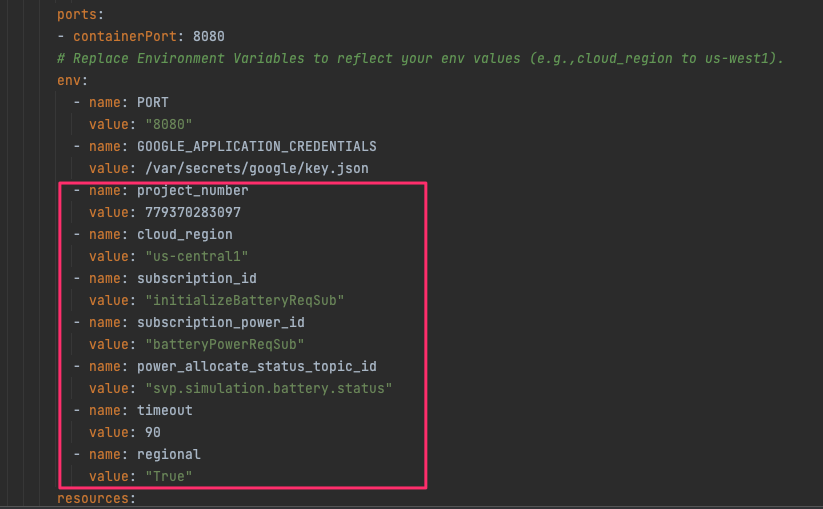 ports:
- containerPort: 8080
# Replace Environment Variables to reflect your env values (e.g.,cloud_region to us-west1).
env:
- name: PORT
value: "8080"
- name: GOOGLE_APPLICATION_CREDENTIALS
value: /var/secrets/google/key.json
- name: project_number
value: 779370283097
- name: cloud_region
value: "us-central1"
- name: subscription_id
value: "initializeBatteryReqSub"
- name: subscription_power_id
value: "batteryPowerReqSub"
- name: power_allocate_status_topic_id
value: "svp.simulation.battery.status"
- name: timeout
value: 90
- name: regional
value: "True"
resources: